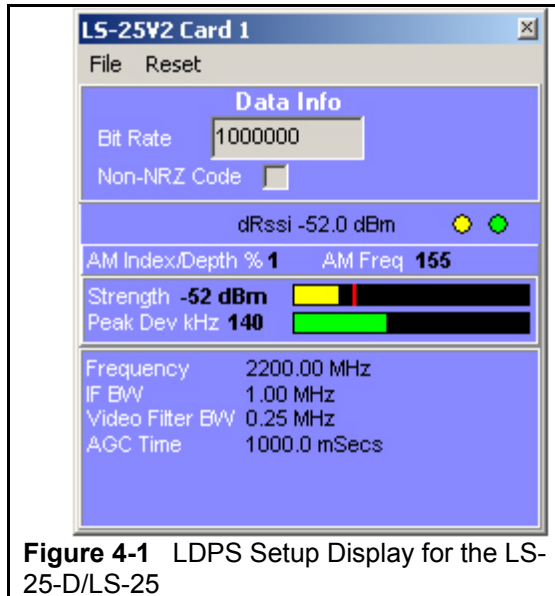 LS-25V2 Card 1
File Reset
Data Info
Bit Rate 1000000
Non-NRZ Code
dRssi -52.0 dBm
AM Index/Depth % 1 AM Freq 155
Strength -52 dBm
Peak Dev kHz 140
Frequency 2200.00 MHz
IF BW 1.00 MHz
Video Filter BW 0.25 MHz
AGC Time 1000.0 mSecs
Figure 4-1 LDPS Setup Display for the LS-
25-D/LS-25